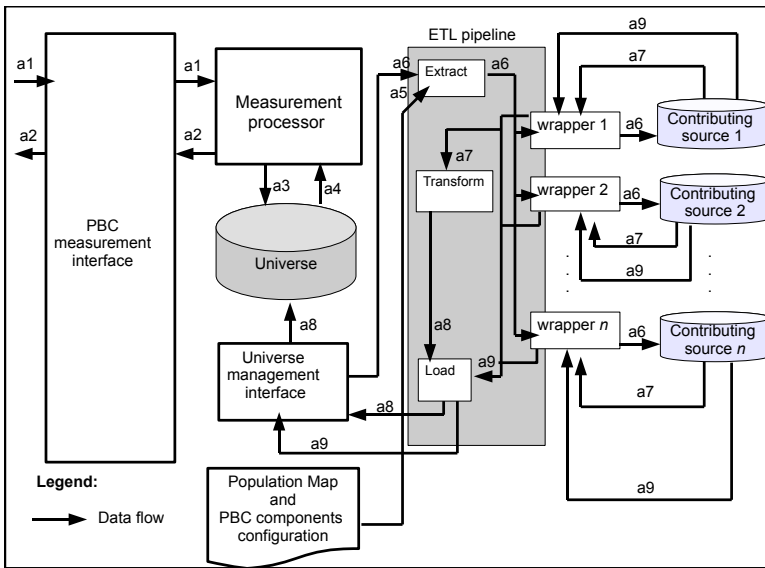 ETL pipeline
a9
a1
a1
a6
Extract
a6
a7
a5
Measurement
processor
wrapper 1
a6
Contributing
source 1
a2
a2
a7
Transform
wrapper 2
a6
Contributing
source 2
a3
a4
PBC
measurement
interface
Universe
a7
a9
. .
. .
. .
a8
a8
wrapper n
a6
Contributing
source n
Universe
management
interface
a9
Load
a8
a7
a9
Legend:
Data flow
Population Map
and
PBC components
configuration
a9